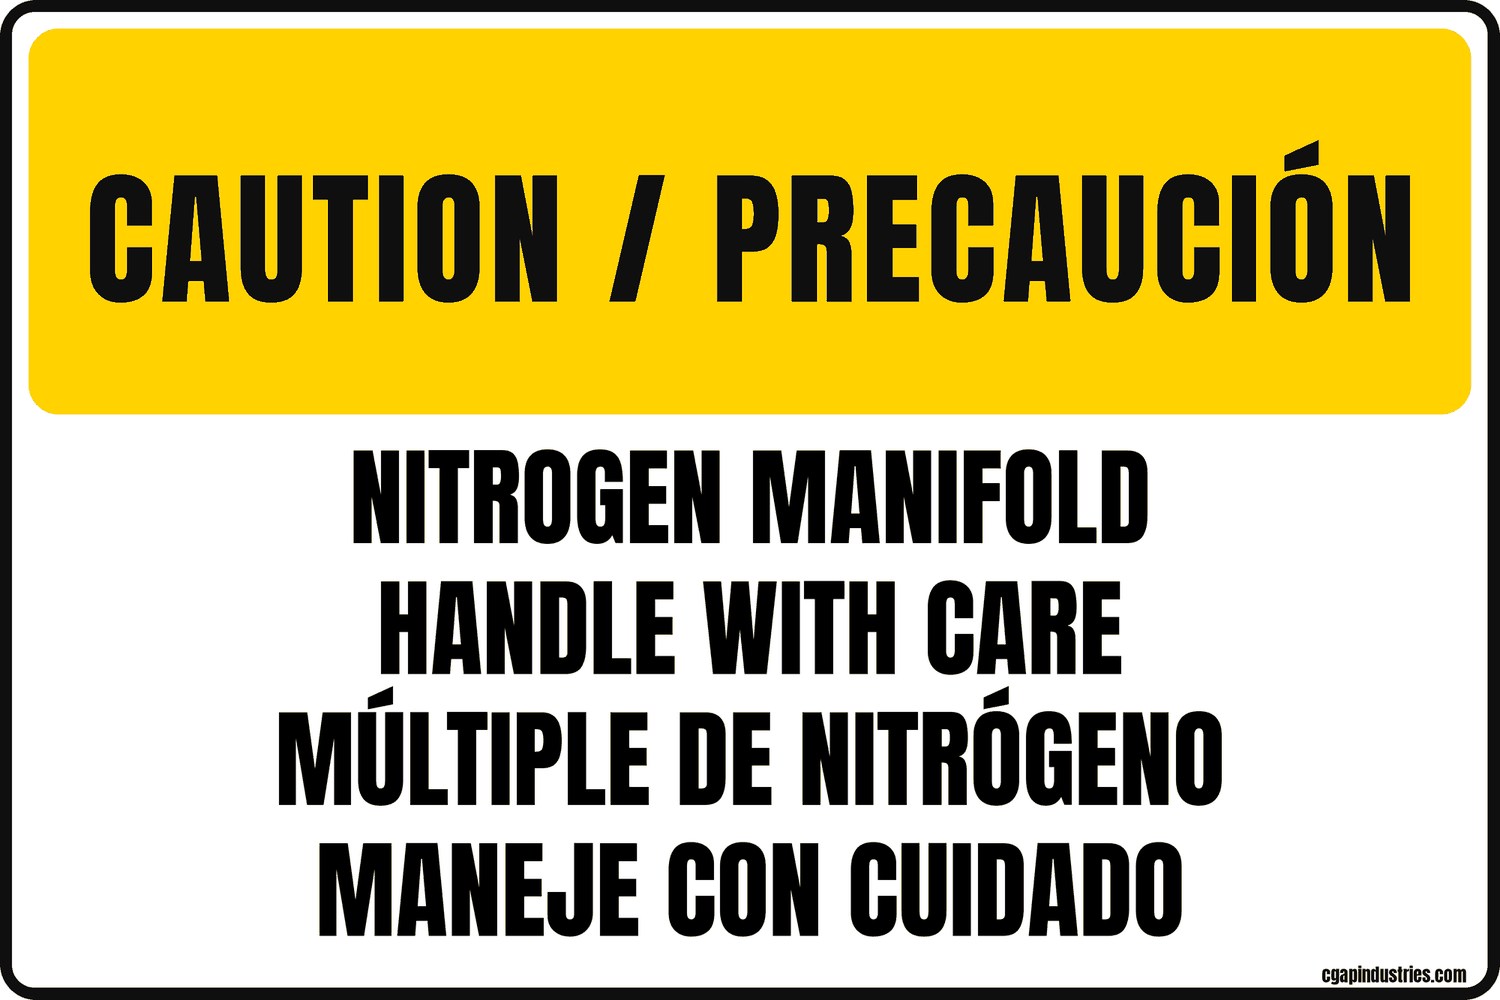 CAUTION / PRECAUCIÓN
NITROGEN MANIFOLD
HANDLE WITH CARE
MÚLTIPLE DE NITRÓGENO
MANEJE CON CUIDADO
cgapindustries.com